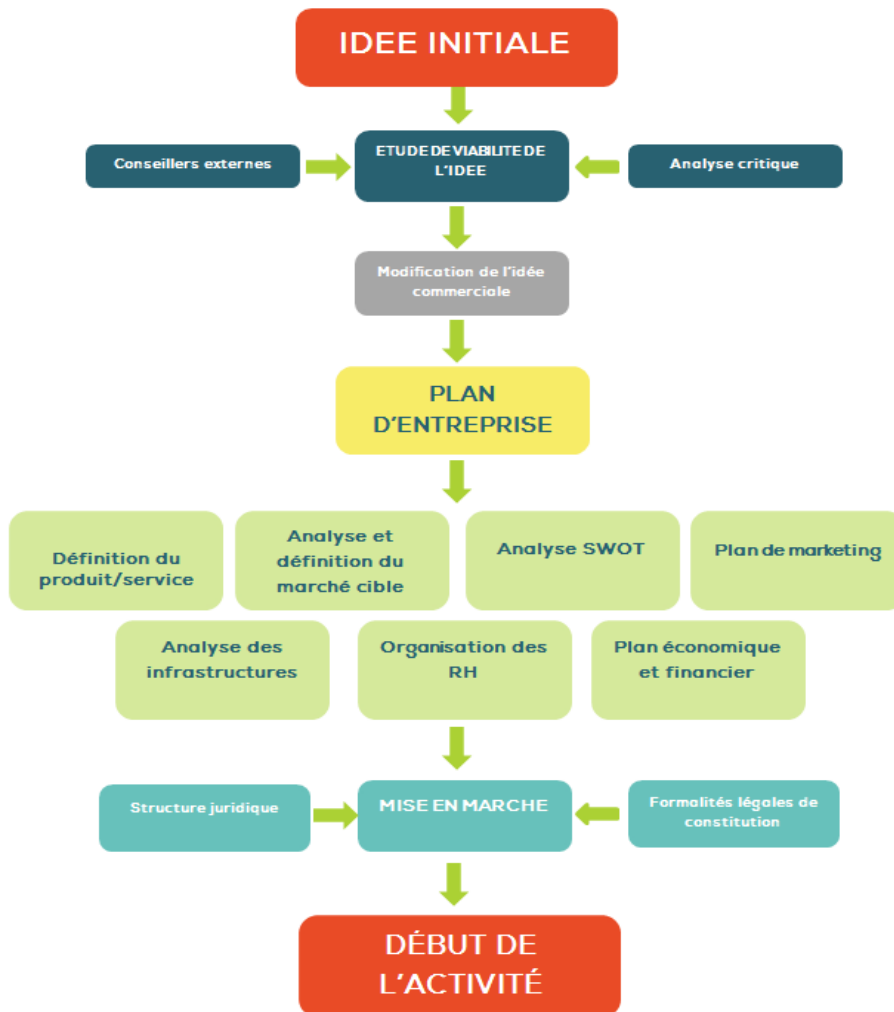 IDEE INITIALE
Conseillers externes
ETUDE DE VIABILITE DE
L'IDEE
Analyse critique
Modification de l'idée
commerciale
PLAN
D'ENTREPRISE
Définition du
produit/service
Analyse et
définition du
marché cible
Analyse SWOT
Plan de marketing
Analyse des
infrastructures
Organisation des
RH
Plan économique
et financier
Structure juridique
MISE EN MARCHE
Formalités légales de
constitution
DÉBUT DE
L'ACTIVITÉ